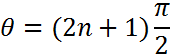 θ = (2n + 1) π/2